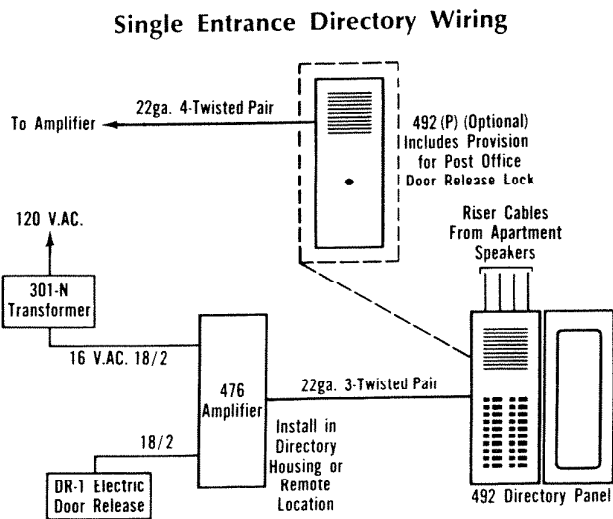 Single Entrance Directory Wiring
22ga. 4-Twisted Pair
To Amplifier
492 (P) (Optional)
Includes Provision
for Post Office
Door Release Lock
120 V.AC.
Riser Cables
From Apartment
Speakers
301-N
Transformer
16 V.AC. 18/2
476
Amplifier
22ga. 3-Twisted Pair
18/2
Install in
Directory
Housing or
Remote
Location
DR-1 Electric
Door Release
492 Directory Panel